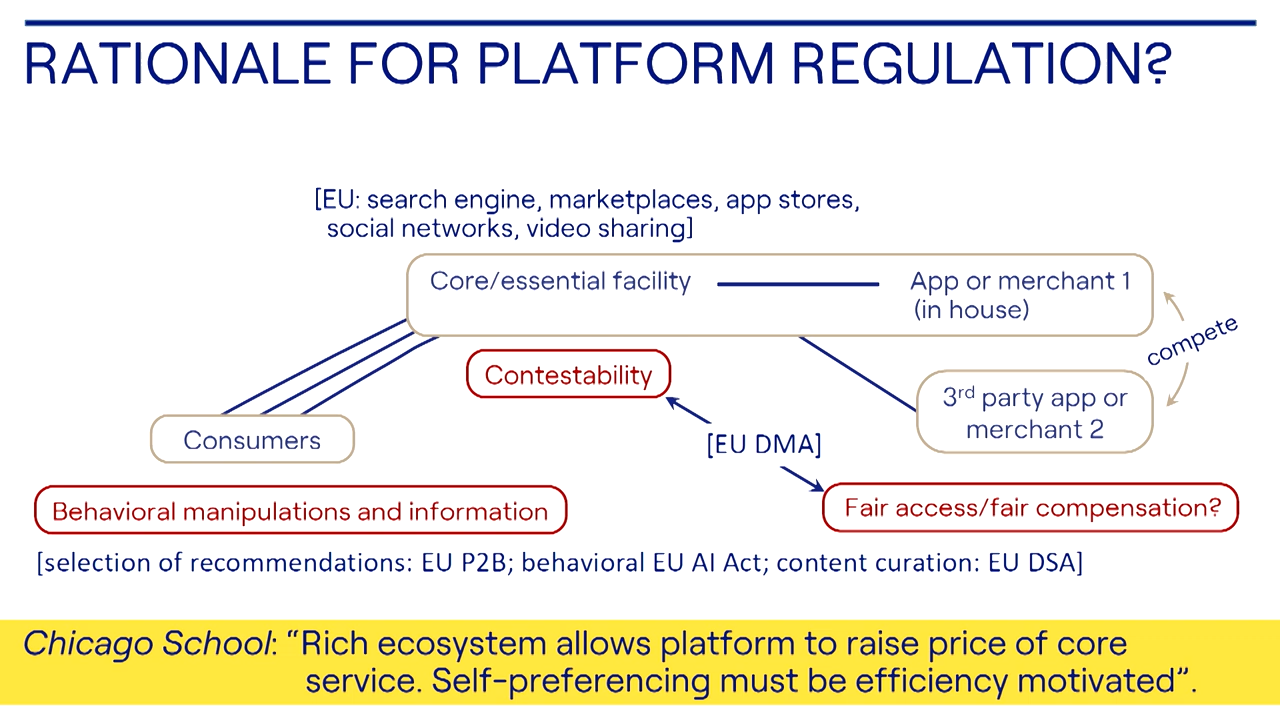 RATIONALE FOR PLATFORM REGULATION?
[EU: search engine, marketplaces, app stores,
social networks, video sharing]
Core/essential facility
App or merchant 1
(in house)
compete
Contestability
3rd party app or
merchant 2
Consumers
[EU DMA]
Behavioral manipulations and information
Fair access/fair compensation?
[selection of recommendations: EU P2B; behavioral EU AI Act; content curation: EU DSA]
Chicago School: “Rich ecosystem allows platform to raise price of core
service. Self-preferencing must be efficiency motivated”.